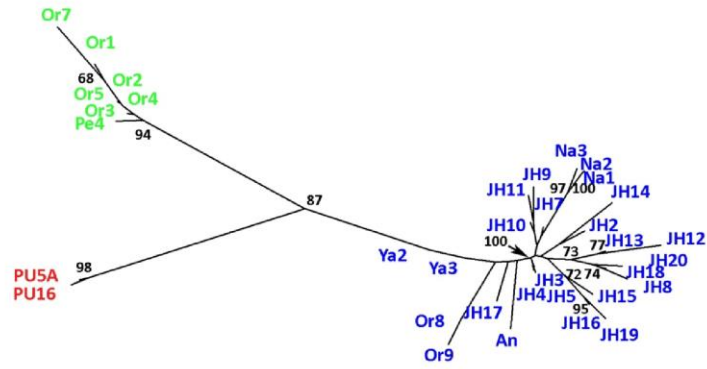 Or7
Or1
68
Or2
Or5
Or4
Or3
Pe4
94
87
98
PU5A
PU16
Ya2
Ya3
Or8
Or9
JH17
An
JH4
JH3
JH5
100
JH10
JH11
JH9
JH7
Na3
Na2
Na1
97
100
JH14
JH2
JH13
77
73
JH12
JH20
JH18
JH8
72
74
JH15
95
JH16
JH19